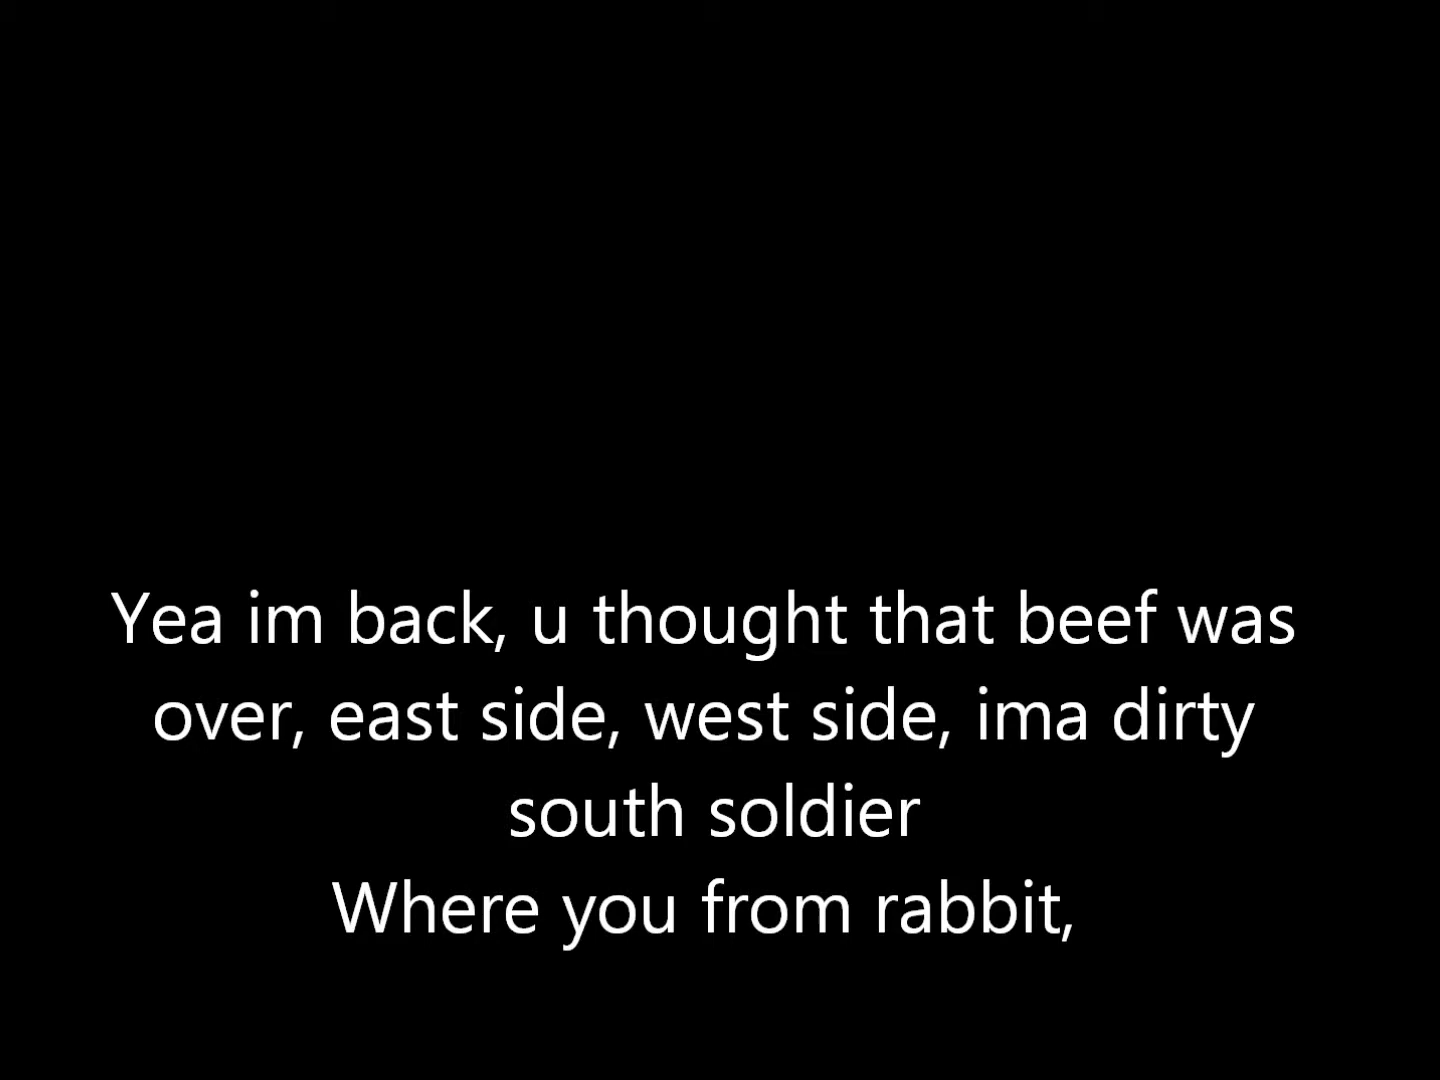 Yea im back, u thought that beef was
over, east side, west side, ima dirty
south soldier
Where you from rabbit,